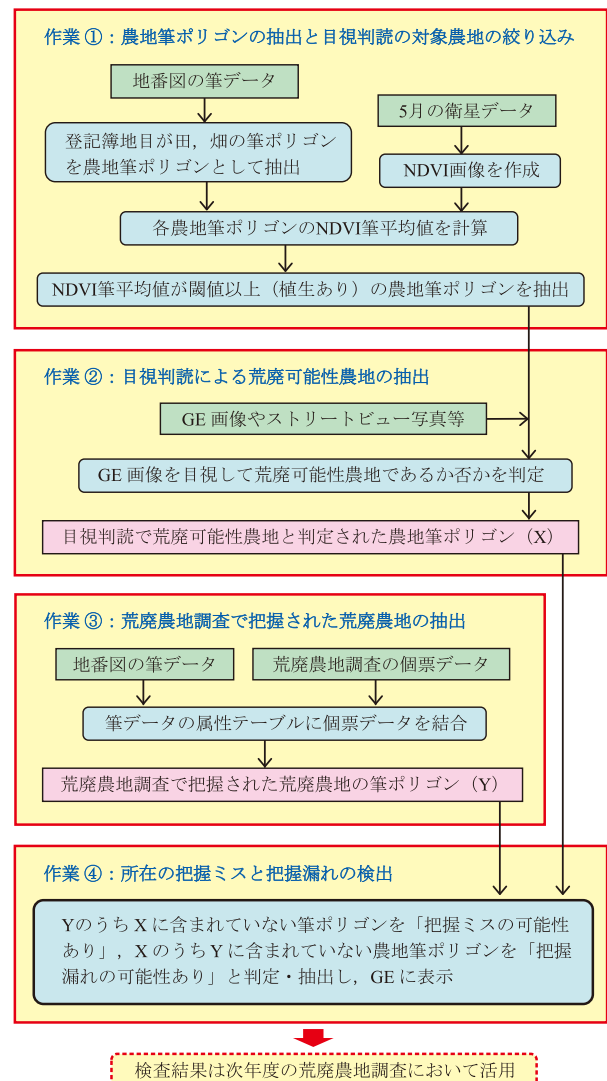 作業 ①：農地筆ポリゴンの抽出と目視判読の対象農地の絞り込み
地番図の筆データ
5月の衛星データ
登記簿地目が田，畑の筆ポリゴン
を農地筆ポリゴンとして抽出
NDVI画像を作成
各農地筆ポリゴンのNDVI筆平均値を計算
NDVI筆平均値が閾値以上（植生あり）の農地筆ポリゴンを抽出
作業 ②：目視判読による荒廃可能性農地の抽出
GE 画像やストリートビュー写真等
GE 画像を目視して荒廃可能性農地であるか否かを判定
目視判読で荒廃可能性農地と判定された農地筆ポリゴン（X）
作業 ③：荒廃農地調査で把握された荒廃農地の抽出
地番図の筆データ
荒廃農地調査の個票データ
筆データの属性テーブルに個票データを結合
荒廃農地調査で把握された荒廃農地の筆ポリゴン（Y）
作業 ④：所在の把握ミスと把握漏れの検出
YのうちXに含まれていない筆ポリゴンを「把握ミスの可能性
あり」，XのうちYに含まれていない農地筆ポリゴンを「把握
漏れの可能性あり」と判定・抽出し，GEに表示
検査結果は次年度の荒廃農地調査において活用